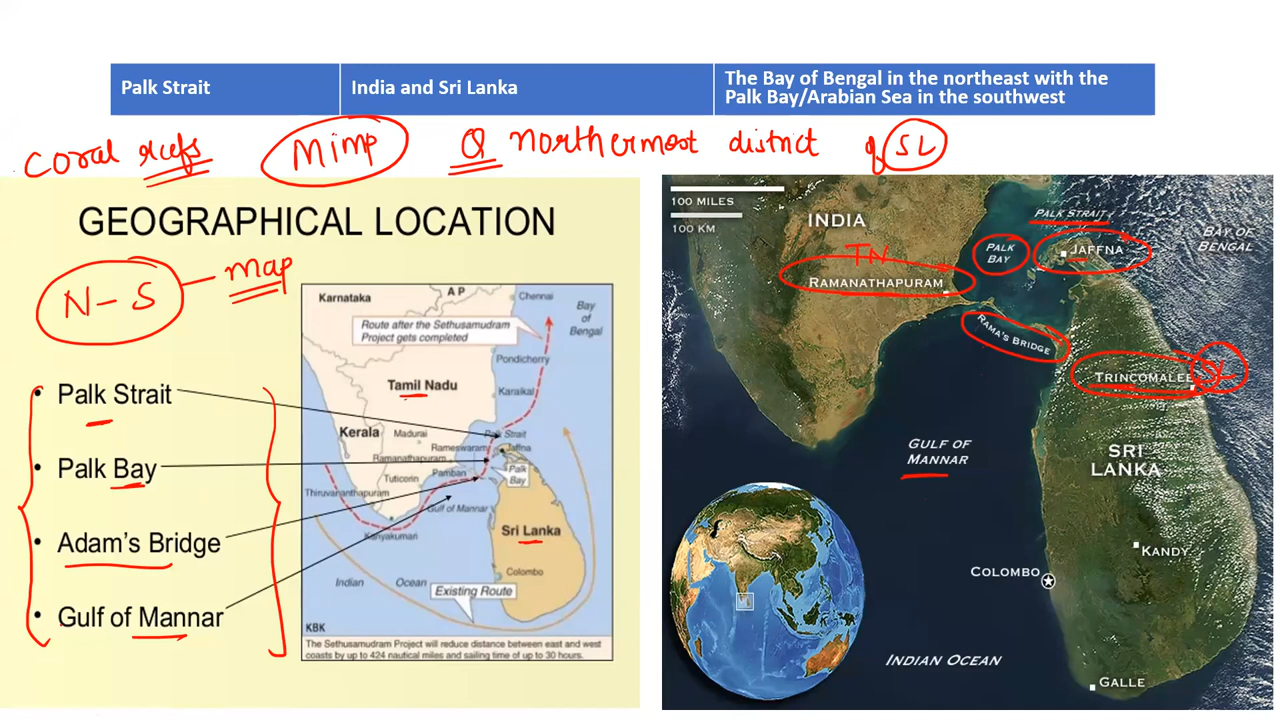 Palk Strait
India and Sri Lanka
The Bay of Bengal in the northeast with the
Palk Bay/Arabian Sea in the southwest
Coral reefs
M imp
Q northernmost district of SL
GEOGRAPHICAL LOCATION
N-S - map
• Palk Strait
• Palk Bay
• Adam's Bridge
• Gulf of Mannar
Karnataka
A P
Chennai
Bay
of
Bengal
Route after the Sethusamudram
Project gets completed
Pondicherry
Tamil Nadu
Karaikal
Kerala
Madurai
Palk Strait
Rameswaram
Jaffna
Ramanathapuram
Pamban
Palk
Bay
Tuticorin
Thiruvananthapuram
Gulf of Mannar
Kanyakumari
Sri Lanka
Indian Ocean
Colombo
Existing Route
KBK
The Sethusamudram Project will reduce distance between east and west
coasts by up to 424 nautical miles and sailing time of up to 30 hours.
100 MILES
100 KM
INDIA
TN
RAMANATHAPURAM
PALK STRAIT
PALK
BAY
JAFFNA
BAY OF
BENGAL
RAMA'S BRIDGE
TRINCOMALEE
GULF OF
MANNAR
SRI
LANKA
KANDY
COLOMBO
INDIAN OCEAN
GALLE